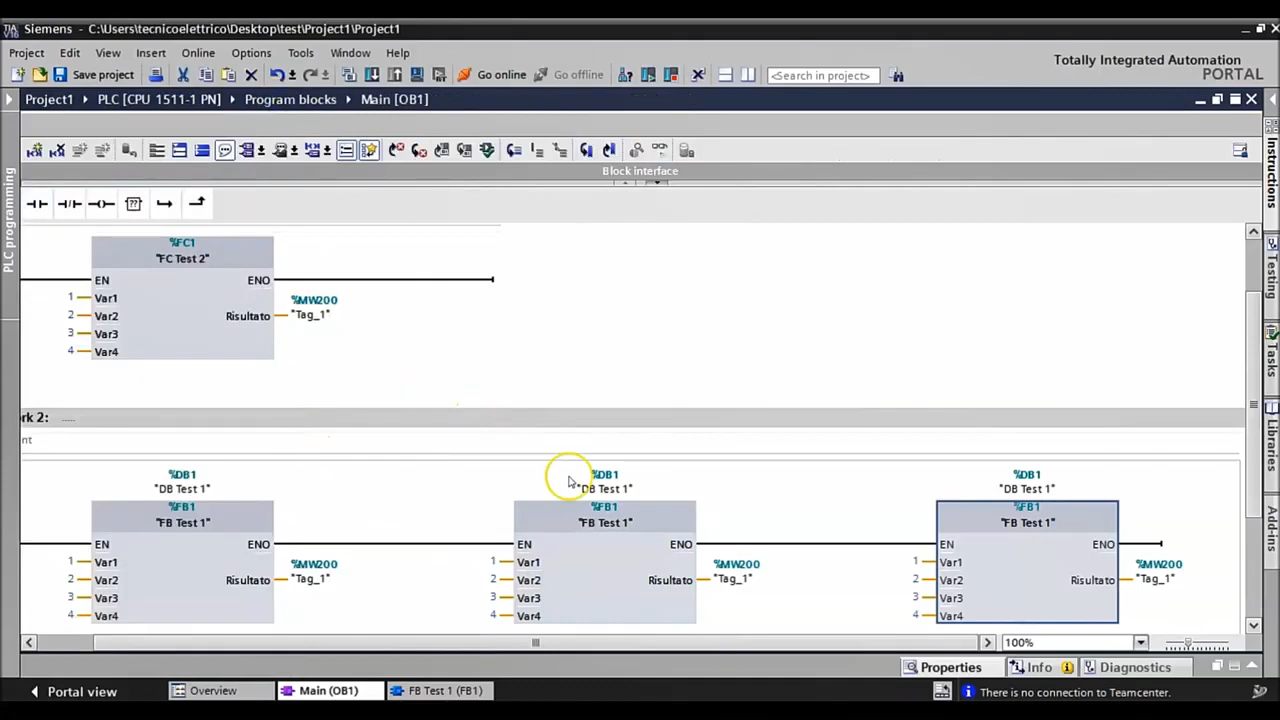 Siemens - C:\Users\tecnicoelettrico\Desktop\test\Project1\Project1
Project Edit View Insert Online Options Tools Window Help
Totally Integrated Automation
PORTAL
Save project Go online Go offline <Search in project>
Project1 PLC [CPU 1511-1 PN] Program blocks Main [OB1]
Block interface
PLC programming
Instructions
Testing
Tasks
Libraries
Add-ins
??
%FC1
"FC Test 2"
EN ENO
1 Var1 %MW200
2 Var2 Risultato "Tag_1"
3 Var3
4 Var4
rk 2: .....
nt
%DB1 %DB1 %DB1
"DB Test 1" "DB Test 1" "DB Test 1"
%FB1 %FB1 %FB1
"FB Test 1" "FB Test 1" "FB Test 1"
EN ENO EN ENO EN ENO
1 Var1 %MW200 1 Var1 %MW200 1 Var1 %MW200
2 Var2 Risultato "Tag_1" 2 Var2 Risultato "Tag_1" 2 Var2 Risultato "Tag_1"
3 Var3 3 Var3 3 Var3
4 Var4 4 Var4 4 Var4
100%
Properties Info Diagnostics
Portal view Overview Main (OB1) FB Test 1 (FB1) There is no connection to Teamcenter.